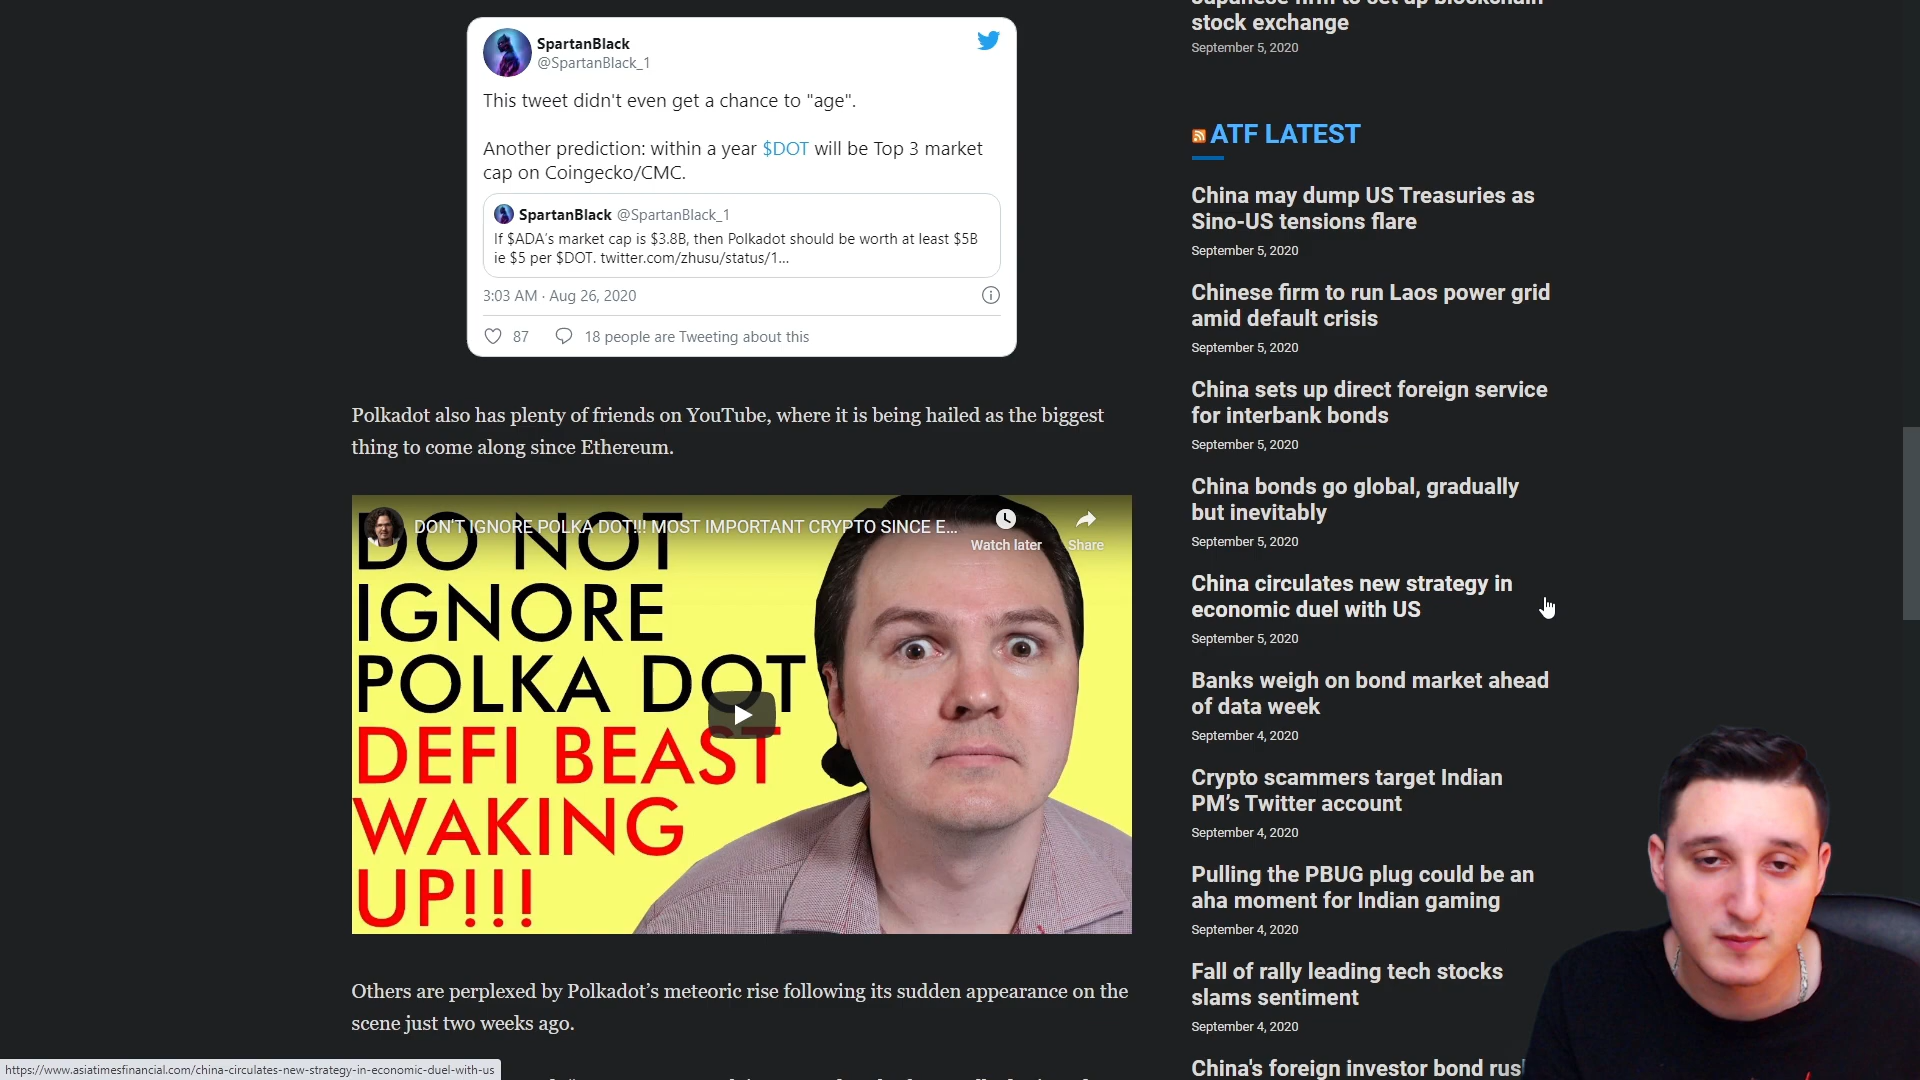 SpartanBlack
@SpartanBlack_1
This tweet didn't even get a chance to "age".
Another prediction: within a year $DOT will be Top 3 market
cap on Coingecko/CMC.
SpartanBlack @SpartanBlack_1
If $ADA's market cap is $3.8B, then Polkadot should be worth at least $5B
ie $5 per $DOT. twitter.com/zhusu/status/1...
3:03 AM · Aug 26, 2020
87
18 people are Tweeting about this
Polkadot also has plenty of friends on YouTube, where it is being hailed as the biggest
thing to come along since Ethereum.
DON'T IGNORE POLKA DOT!!! MOST IMPORTANT CRYPTO SINCE E...
Watch later
Share
DO NOT
IGNORE
POLKA DOT
DEFI BEAST
WAKING
UP!!!
Others are perplexed by Polkadot's meteoric rise following its sudden appearance on the
scene just two weeks ago.
stock exchange
September 5, 2020
ATF LATEST
China may dump US Treasuries as
Sino-US tensions flare
September 5, 2020
Chinese firm to run Laos power grid
amid default crisis
September 5, 2020
China sets up direct foreign service
for interbank bonds
September 5, 2020
China bonds go global, gradually
but inevitably
September 5, 2020
China circulates new strategy in
economic duel with US
September 5, 2020
Banks weigh on bond market ahead
of data week
September 4, 2020
Crypto scammers target Indian
PM's Twitter account
September 4, 2020
Pulling the PBUG plug could be an
aha moment for Indian gaming
September 4, 2020
Fall of rally leading tech stocks
slams sentiment
September 4, 2020
China's foreign investor bond
https://www.asiatimesfinancial.com/china-circulates-new-strategy-in-economic-duel-with-us